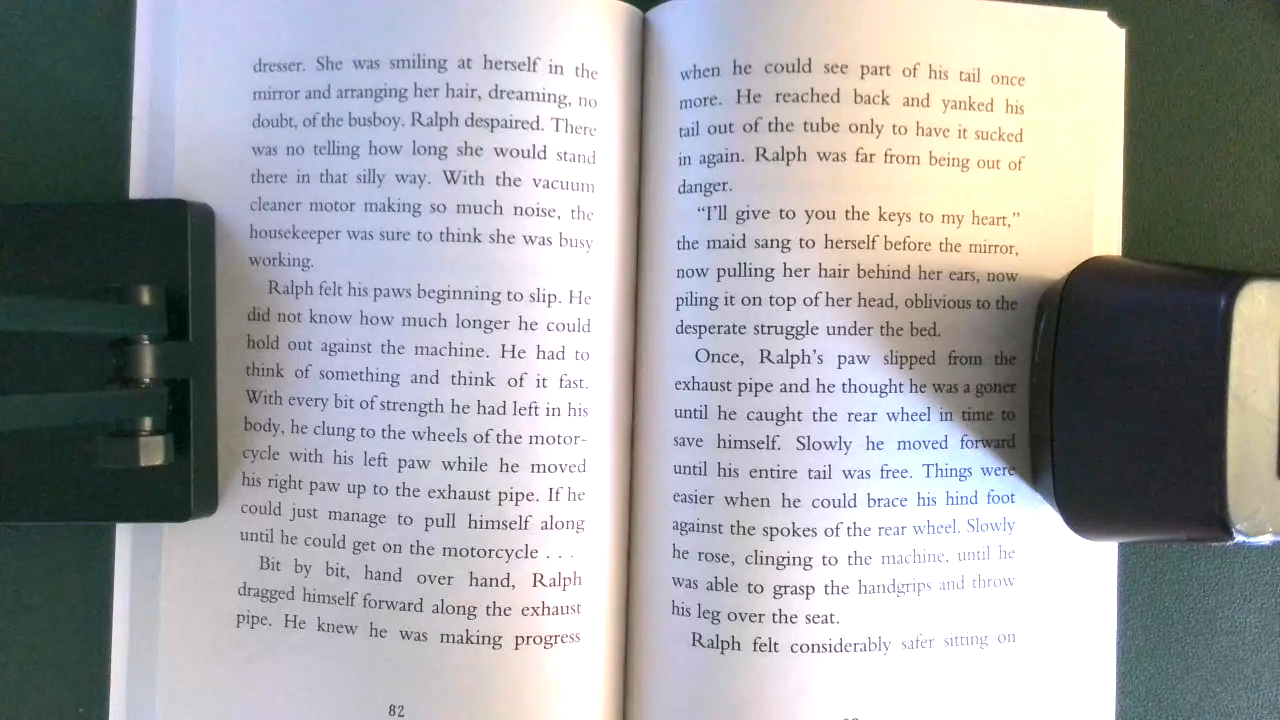 dresser. She was smiling at herself in the
mirror and arranging her hair, dreaming, no
doubt, of the busboy. Ralph despaired. There
was no telling how long she would stand
there in that silly way. With the vacuum
cleaner motor making so much noise, the
housekeeper was sure to think she was busy
working.
Ralph felt his paws beginning to slip. He
did not know how much longer he could
hold out against the machine. He had to
think of something and think of it fast.
With every bit of strength he had left in his
body, he clung to the wheels of the motor-
cycle with his left paw while he moved
his right paw up to the exhaust pipe. If he
could just manage to pull himself along
until he could get on the motorcycle . . .
Bit by bit, hand over hand, Ralph
dragged himself forward along the exhaust
pipe. He knew he was making progress
82
when he could see part of his tail once
more. He reached back and yanked his
tail out of the tube only to have it sucked
in again. Ralph was far from being out of
danger.
“I’ll give to you the keys to my heart,”
the maid sang to herself before the mirror,
now pulling her hair behind her ears, now
piling it on top of her head, oblivious to the
desperate struggle under the bed.
Once, Ralph’s paw slipped from the
exhaust pipe and he thought he was a goner
until he caught the rear wheel in time to
save himself. Slowly he moved forward
until his entire tail was free. Things were
easier when he could brace his hind foot
against the spokes of the rear wheel. Slowly
he rose, clinging to the machine, until he
was able to grasp the handgrips and throw
his leg over the seat.
Ralph felt considerably safer sitting on